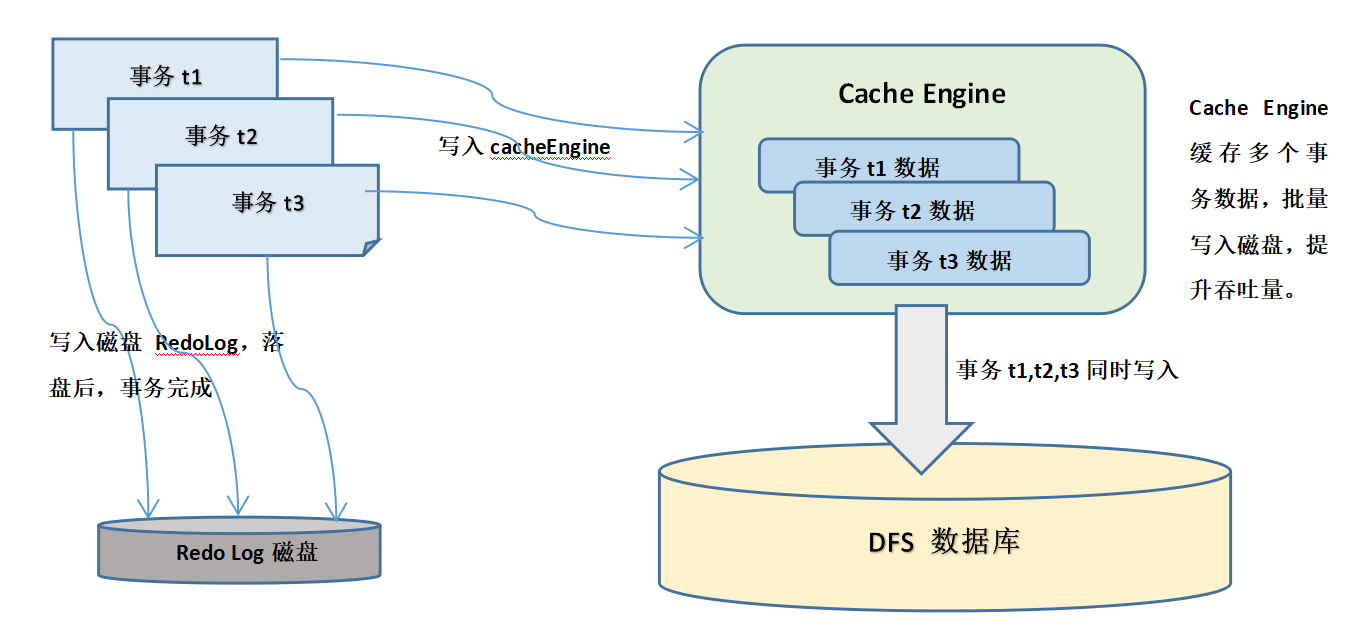 事务 t1
事务 t2
事务 t3
写入 cacheEngine
Cache Engine
事务 t1 数据
事务 t2 数据
事务 t3 数据
Cache Engine
缓存多个事
务数据，批量
写入磁盘，提
升吞吐量。
写入磁盘 RedoLog，落
盘后，事务完成
事务 t1,t2,t3 同时写入
Redo Log 磁盘
DFS 数据库